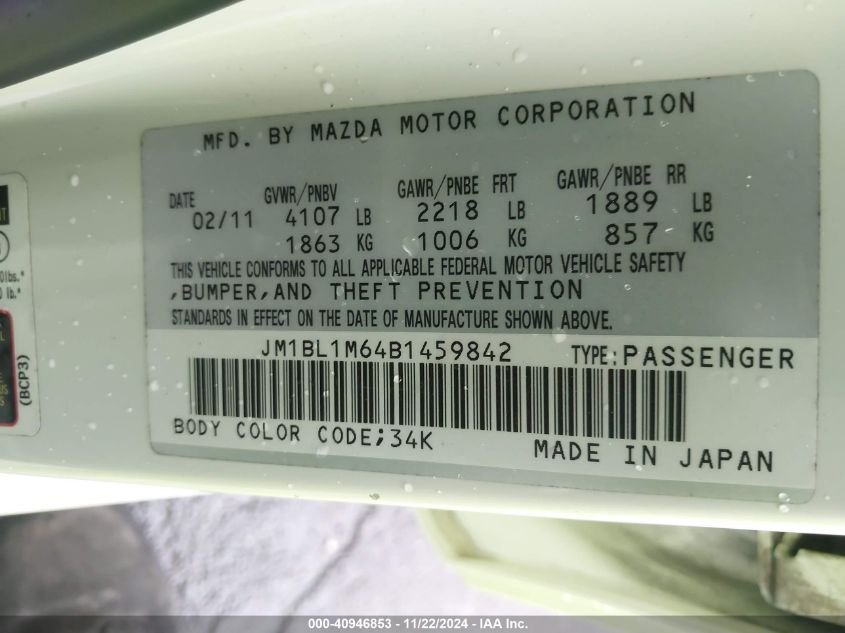 MFD. BY MAZDA MOTOR CORPORATION
DATE GVWR/PNBV GAWR/PNBE FRT GAWR/PNBE RR
02/11 4107 LB 2218 LB 1889 LB
1863 KG 1006 KG 857 KG
THIS VEHICLE CONFORMS TO ALL APPLICABLE FEDERAL MOTOR VEHICLE SAFETY
,BUMPER,AND THEFT PREVENTION
STANDARDS IN EFFECT ON THE DATE OF MANUFACTURE SHOWN ABOVE.
JM1BL1M64B1459842 TYPE:PASSENGER
BODY COLOR CODE;34K
MADE IN JAPAN
lb.*
(BCP3)
000-40946853 - 11/22/2024 - IAA Inc.